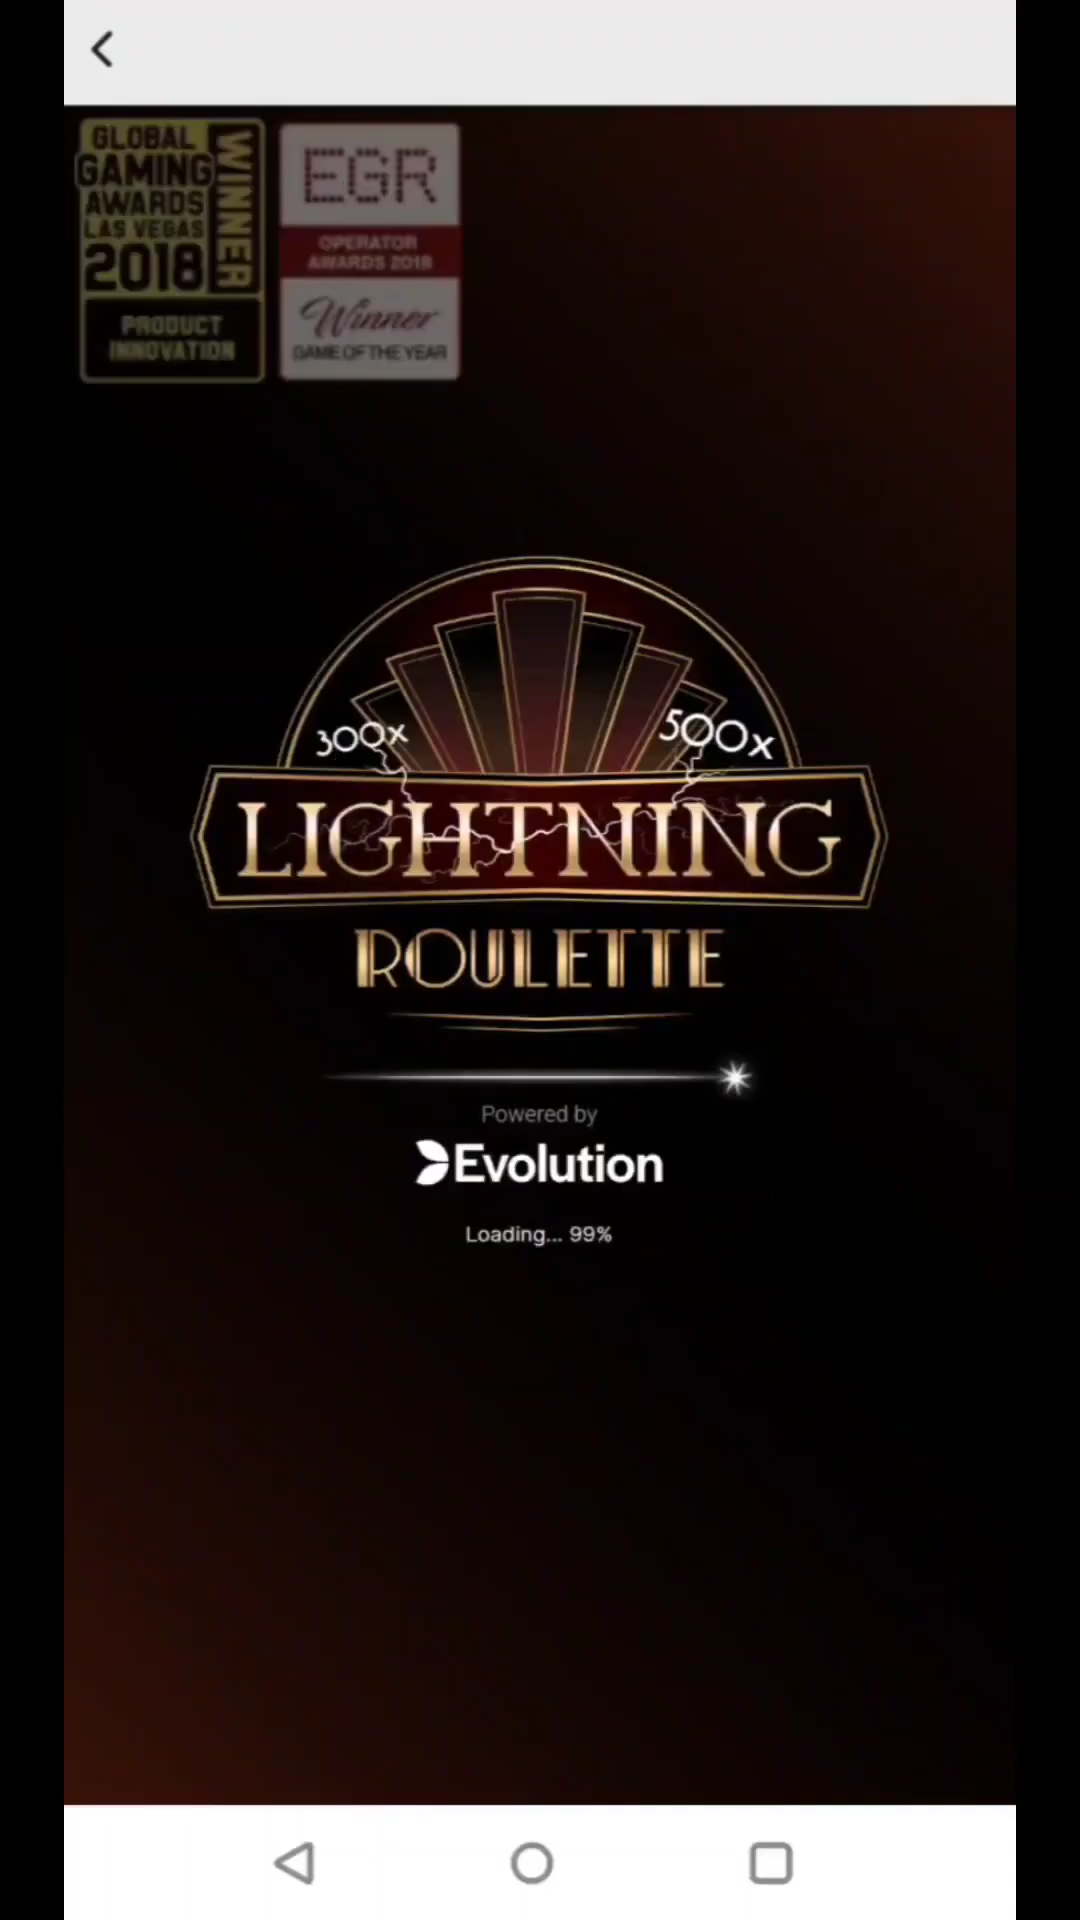 GLOBAL
GAMING
AWARDS
LAS VEGAS
2018
WINNER
PRODUCT
INNOVATION
EGR
OPERATOR
AWARDS 2018
Winner
GAME OF THE YEAR
300x
500x
LIGHTNING
ROULETTE
Powered by
Evolution
Loading... 99%